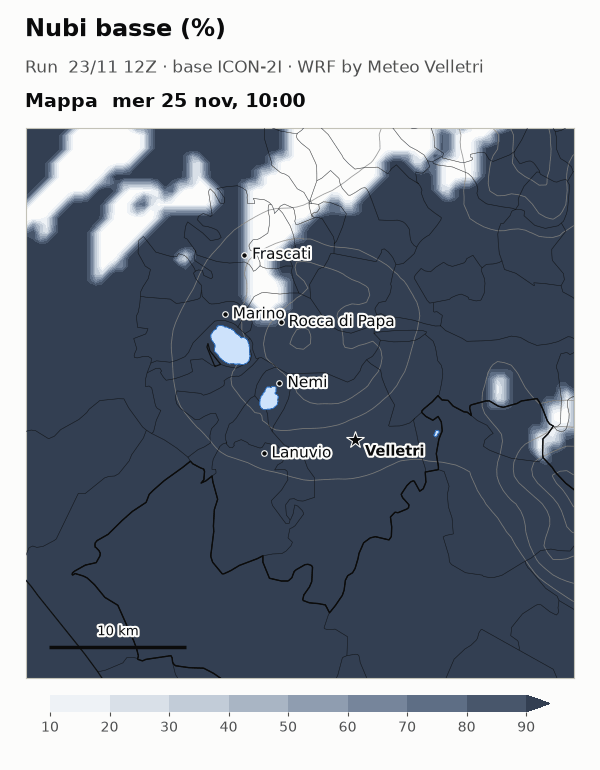 Nubi basse (%)
Run  23/11 12Z · base ICON-2I · WRF by Meteo Velletri
Mappa  mer 25 nov, 10:00
Frascati
Marino
Rocca di Papa
Nemi
Velletri
Lanuvio
10 km
10 20 30 40 50 60 70 80 90